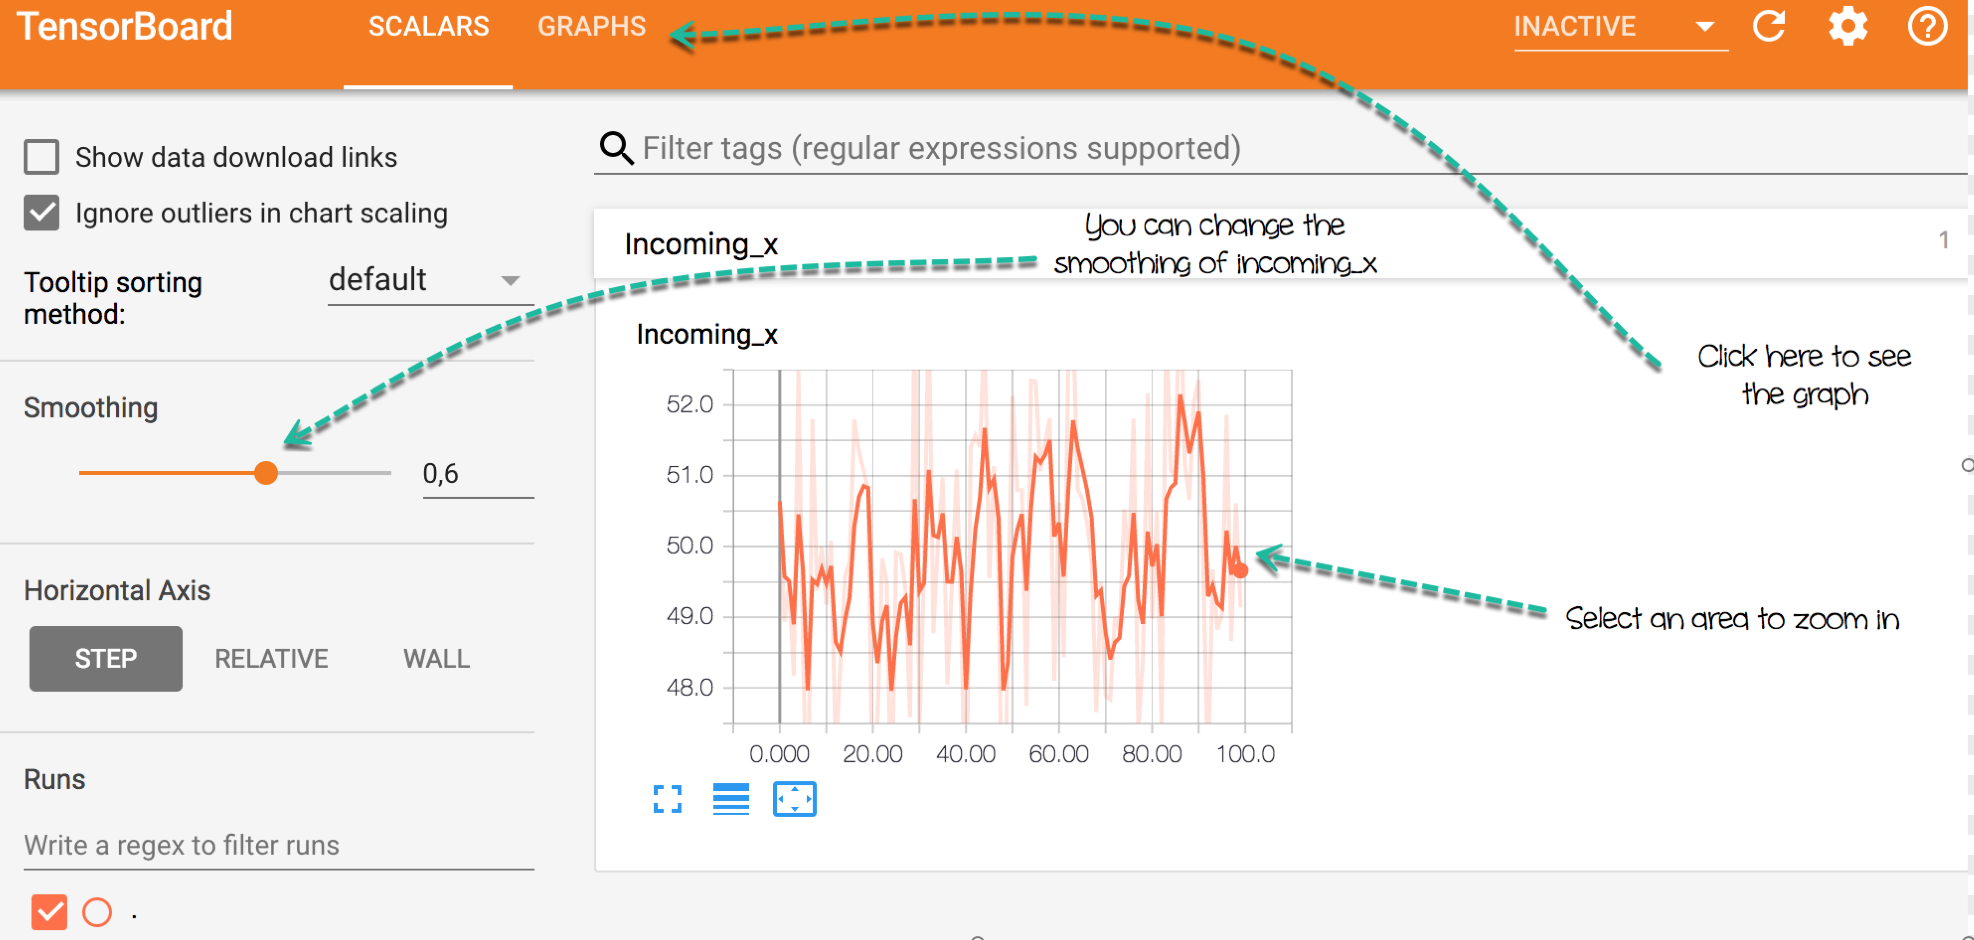 TensorBoard SCALARS GRAPHS INACTIVE
Show data download links
Ignore outliers in chart scaling
Tooltip sorting
method:
default
Smoothing
0,6
Horizontal Axis
STEP RELATIVE WALL
Runs
Write a regex to filter runs
.
Filter tags (regular expressions supported)
Incoming_x
1
You can change the
smoothing of incoming_x
Incoming_x
52.0
51.0
50.0
49.0
48.0
0.000 20.00 40.00 60.00 80.00 100.0
Click here to see
the graph
Select an area to zoom in